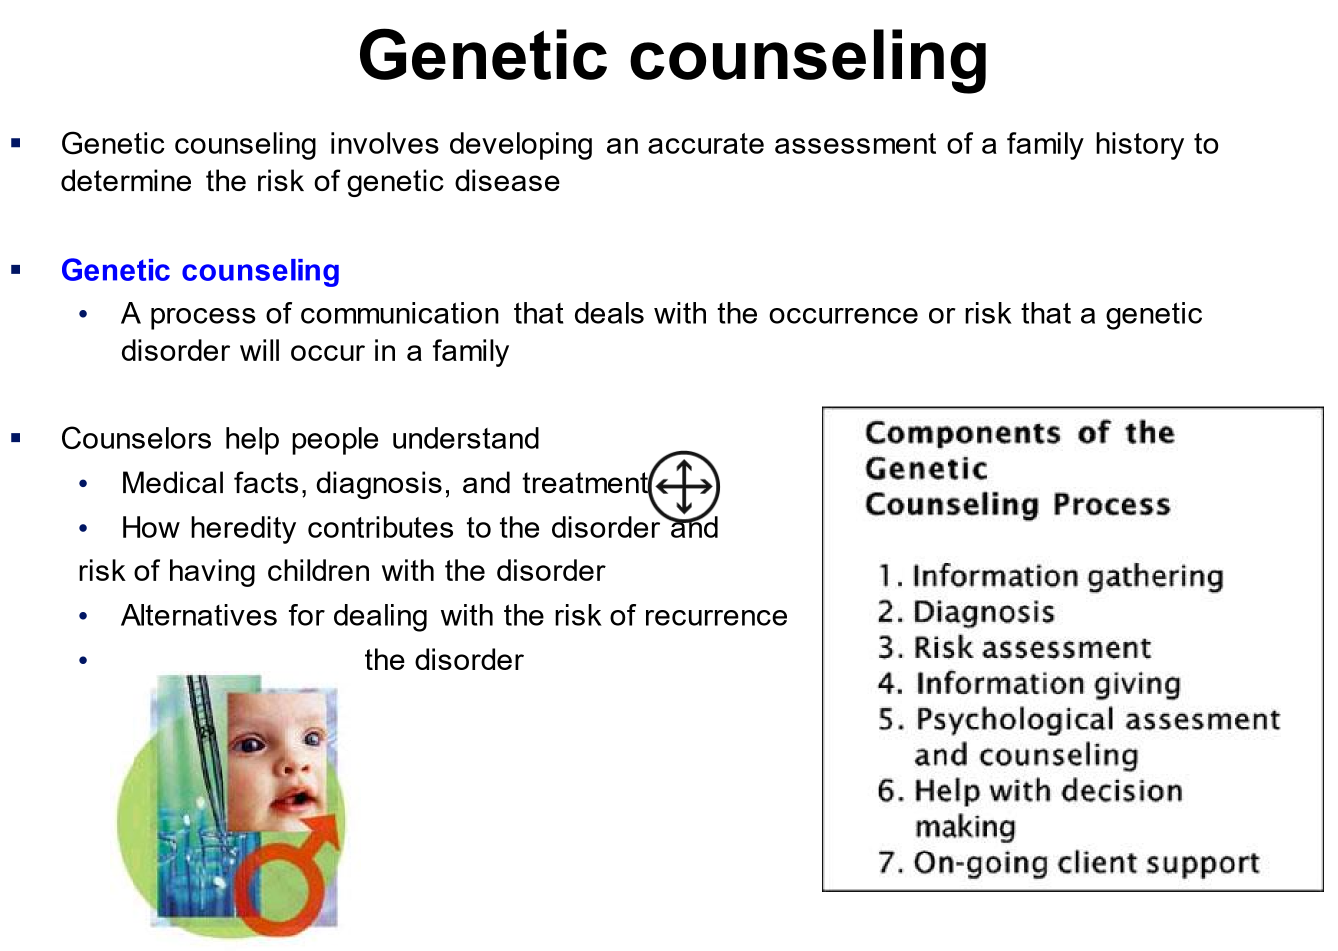 Genetic counseling
Genetic counseling involves developing an accurate assessment of a family history to
determine the risk of genetic disease
Genetic counseling
A process of communication that deals with the occurrence or risk that a genetic
disorder will occur in a family
Counselors help people understand
Medical facts, diagnosis, and treatment
How heredity contributes to the disorder and
risk of having children with the disorder
Alternatives for dealing with the risk of recurrence
the disorder
Components of the
Genetic
Counseling Process
1. Information gathering
2. Diagnosis
3. Risk assessment
4. Information giving
5. Psychological assesment
and counseling
6. Help with decision
making
7. On-going client support